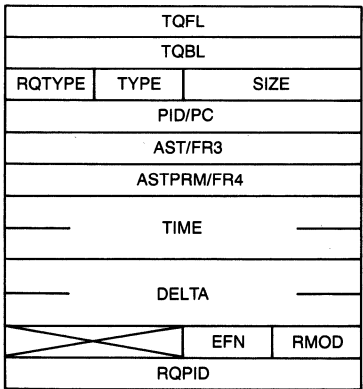 TQFL
TQBL
RQTYPE TYPE SIZE
PID/PC
AST/FR3
ASTPRM/FR4
TIME
DELTA
EFN RMOD
RQPID